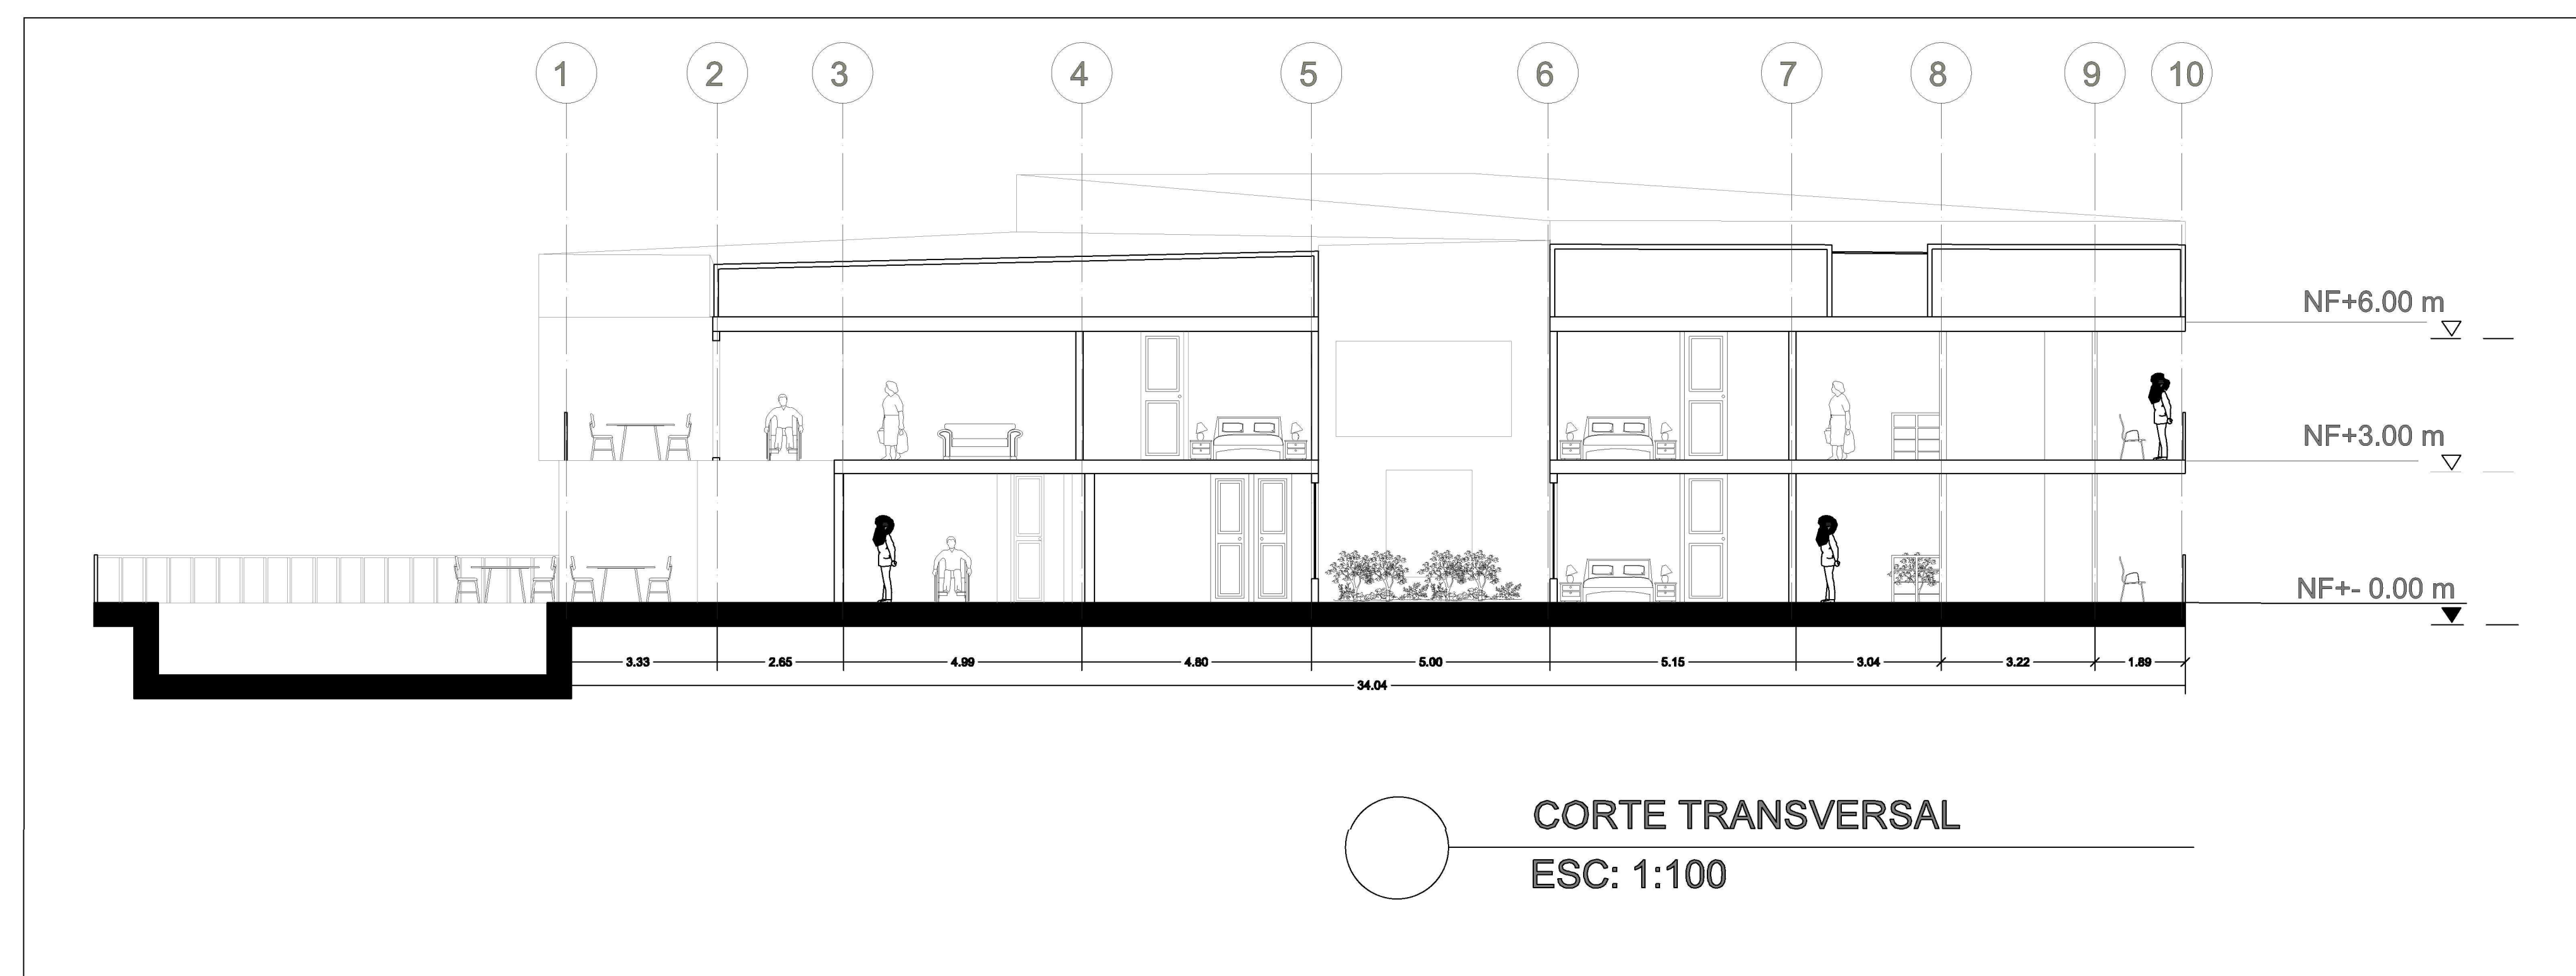 1 2 3 4 5 6 7 8 9 10
NF+6.00 m
NF+3.00 m
NF+- 0.00 m
3.33 2.65 4.99 4.80 5.00 5.15 3.04 3.22 1.89
34.04
CORTE TRANSVERSAL
ESC: 1:100